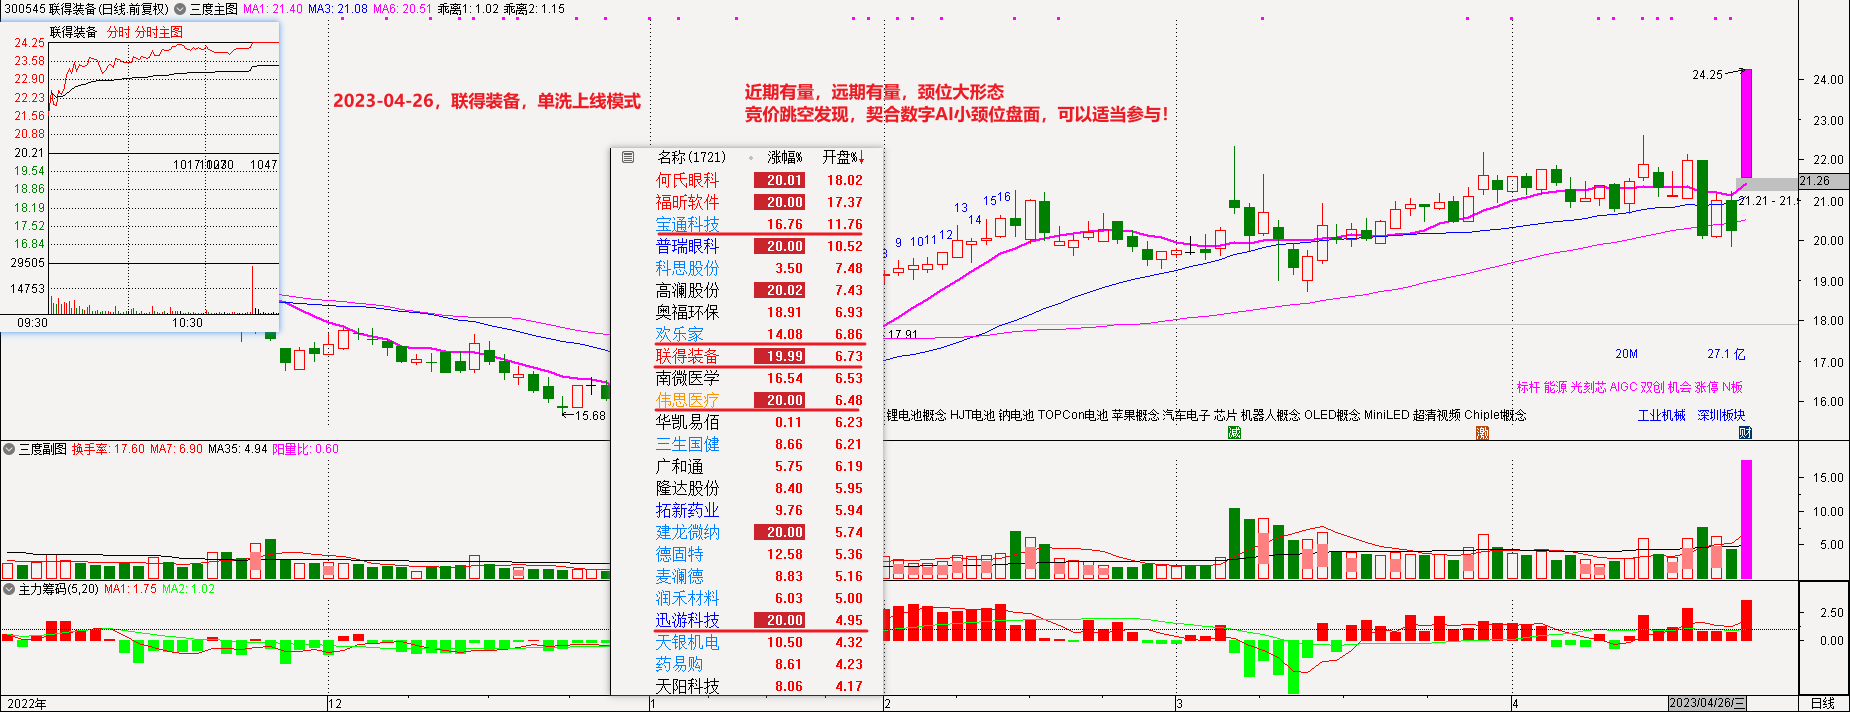 300545 联得装备(日线.前复权) 三度主图 MA1: 21.40 MA3: 21.08 MA6: 20.51 乖离1: 1.02 乖离2: 1.15
联得装备 分时 分时主图
24.25
23.58
22.90
22.23
21.56
20.88
20.21
19.54
18.86
18.19
17.52
16.84
29505
14753
09:30 10:30
1047
2023-04-26，联得装备，单洗上线模式
近期有量，远期有量，颈位大形态
竞价跳空发现，契合数字AI小颈位盘面，可以适当参与！
名称(1721) 涨幅% 开盘%↓
何氏眼科 20.01 18.02
福昕软件 20.00 17.37
宝通科技 16.76 11.76
普瑞眼科 20.00 10.52
科思股份 3.50 7.48
高澜股份 20.02 7.43
奥福环保 18.91 6.93
欢乐家 14.08 6.86
联得装备 19.99 6.73
南微医学 16.54 6.53
伟思医疗 20.00 6.48
华凯易佰 0.11 6.23
三生国健 8.66 6.21
广和通 5.75 6.19
隆达股份 8.40 5.95
拓新药业 9.76 5.94
建龙微纳 20.00 5.74
德固特 12.58 5.36
麦澜德 8.83 5.16
润禾材料 6.03 5.00
迅游科技 20.00 4.95
天银机电 10.50 4.32
药易购 8.61 4.23
天阳科技 8.06 4.17
15.68
17.91
9 10 11 12 13 14 15 16
24.25
21.21 - 21.
24.00
23.00
22.00
21.26
21.00
20.00
19.00
18.00
17.00
16.00
20M 27.1 亿
标杆 能源 光刻芯 AIGC 双创 机会 涨停 N板
锂电池概念 HJT电池 钠电池 TOPCon电池 苹果概念 汽车电子 芯片 机器人概念 OLED概念 MiniLED 超清视频 Chiplet概念
工业机械 深圳板块
减 激 财
三度副图 换手率: 17.60 MA7: 6.90 MA35: 4.94 阳量比: 0.60
15.00
10.00
5.00
主力筹码(5,20) MA1: 1.75 MA2: 1.02
2.50
0.00
2022年 12 1 2 3 4 2023/04/26/三 日线